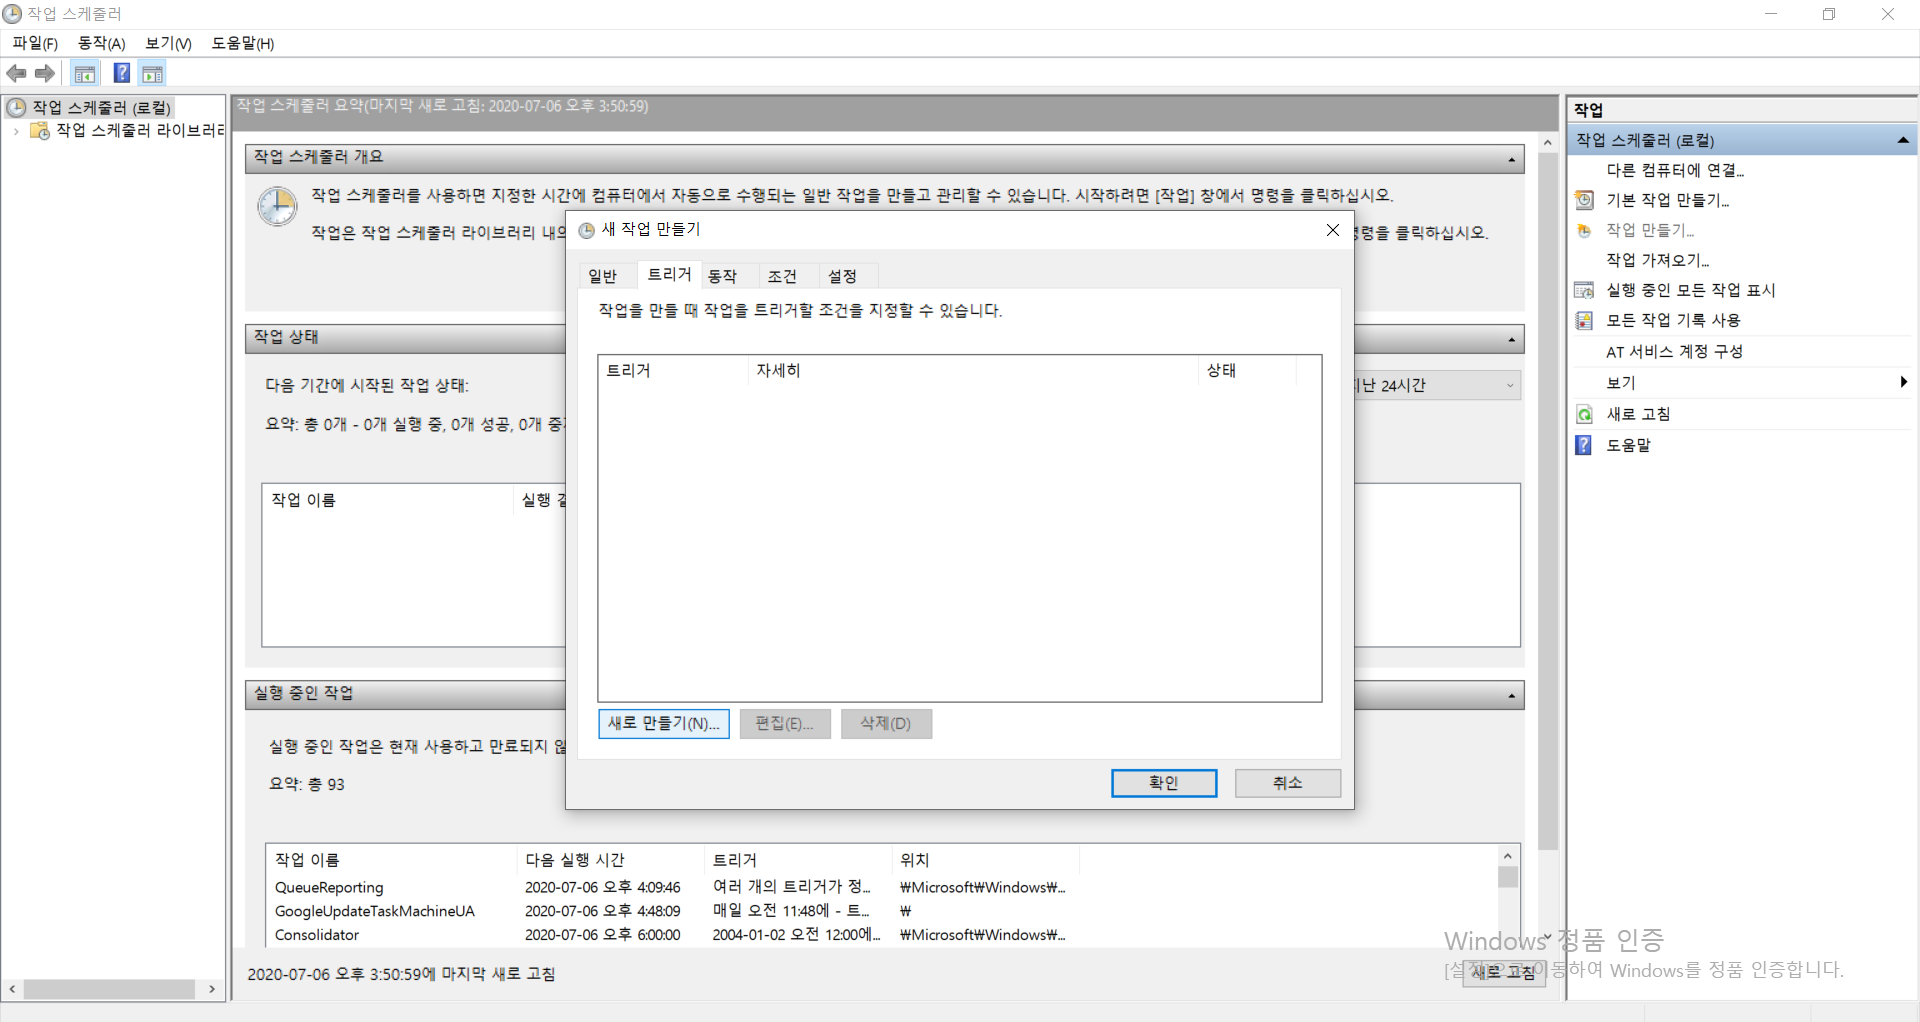 작업 스케줄러
파일(F) 동작(A) 보기(V) 도움말(H)
작업 스케줄러 (로컬)
작업 스케줄러 라이브러리
작업 스케줄러 요약(마지막 새로 고침: 2020-07-06 오후 3:50:59)
작업 스케줄러 개요
작업 스케줄러를 사용하면 지정한 시간에 컴퓨터에서 자동으로 수행되는 일반 작업을 만들고 관리할 수 있습니다. 시작하려면 [작업] 창에서 명령을 클릭하십시오.
작업은 작업 스케줄러 라이브러리 내의
명령을 클릭하십시오.
작업 상태
다음 기간에 시작된 작업 상태:
지난 24시간
요약: 총 0개 - 0개 실행 중, 0개 성공, 0개 중지
작업 이름 실행 결
실행 중인 작업
실행 중인 작업은 현재 사용하고 만료되지 않
요약: 총 93
작업 이름 다음 실행 시간 트리거 위치
QueueReporting 2020-07-06 오후 4:09:46 여러 개의 트리거가 정... ₩Microsoft₩Windows₩...
GoogleUpdateTaskMachineUA 2020-07-06 오후 4:48:09 매일 오전 11:48에 - 트... ₩
Consolidator 2020-07-06 오후 6:00:00 2004-01-02 오전 12:00에... ₩Microsoft₩Windows₩...
2020-07-06 오후 3:50:59에 마지막 새로 고침
새로 고침
새 작업 만들기
일반 트리거 동작 조건 설정
작업을 만들 때 작업을 트리거할 조건을 지정할 수 있습니다.
트리거 자세히 상태
새로 만들기(N)... 편집(E)... 삭제(D)
확인 취소
작업
작업 스케줄러 (로컬)
다른 컴퓨터에 연결...
기본 작업 만들기...
작업 만들기...
작업 가져오기...
실행 중인 모든 작업 표시
모든 작업 기록 사용
AT 서비스 계정 구성
보기
새로 고침
도움말
Windows 정품 인증
[설정]으로 이동하여 Windows를 정품 인증합니다.